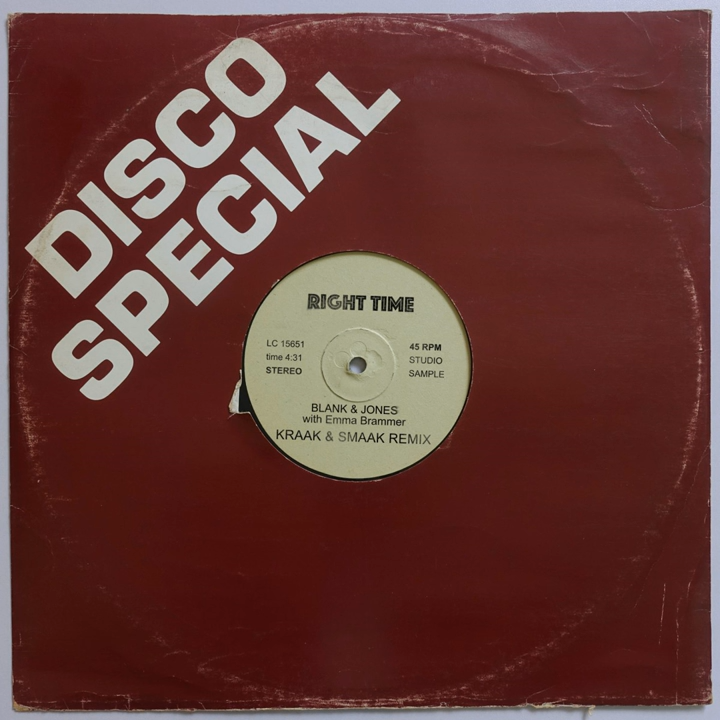 DISCO
SPECIAL
RIGHT TIME
LC 15651
time 4:31
STEREO
45 RPM
STUDIO
SAMPLE
BLANK & JONES
with Emma Brammer
KRAAK & SMAAK REMIX